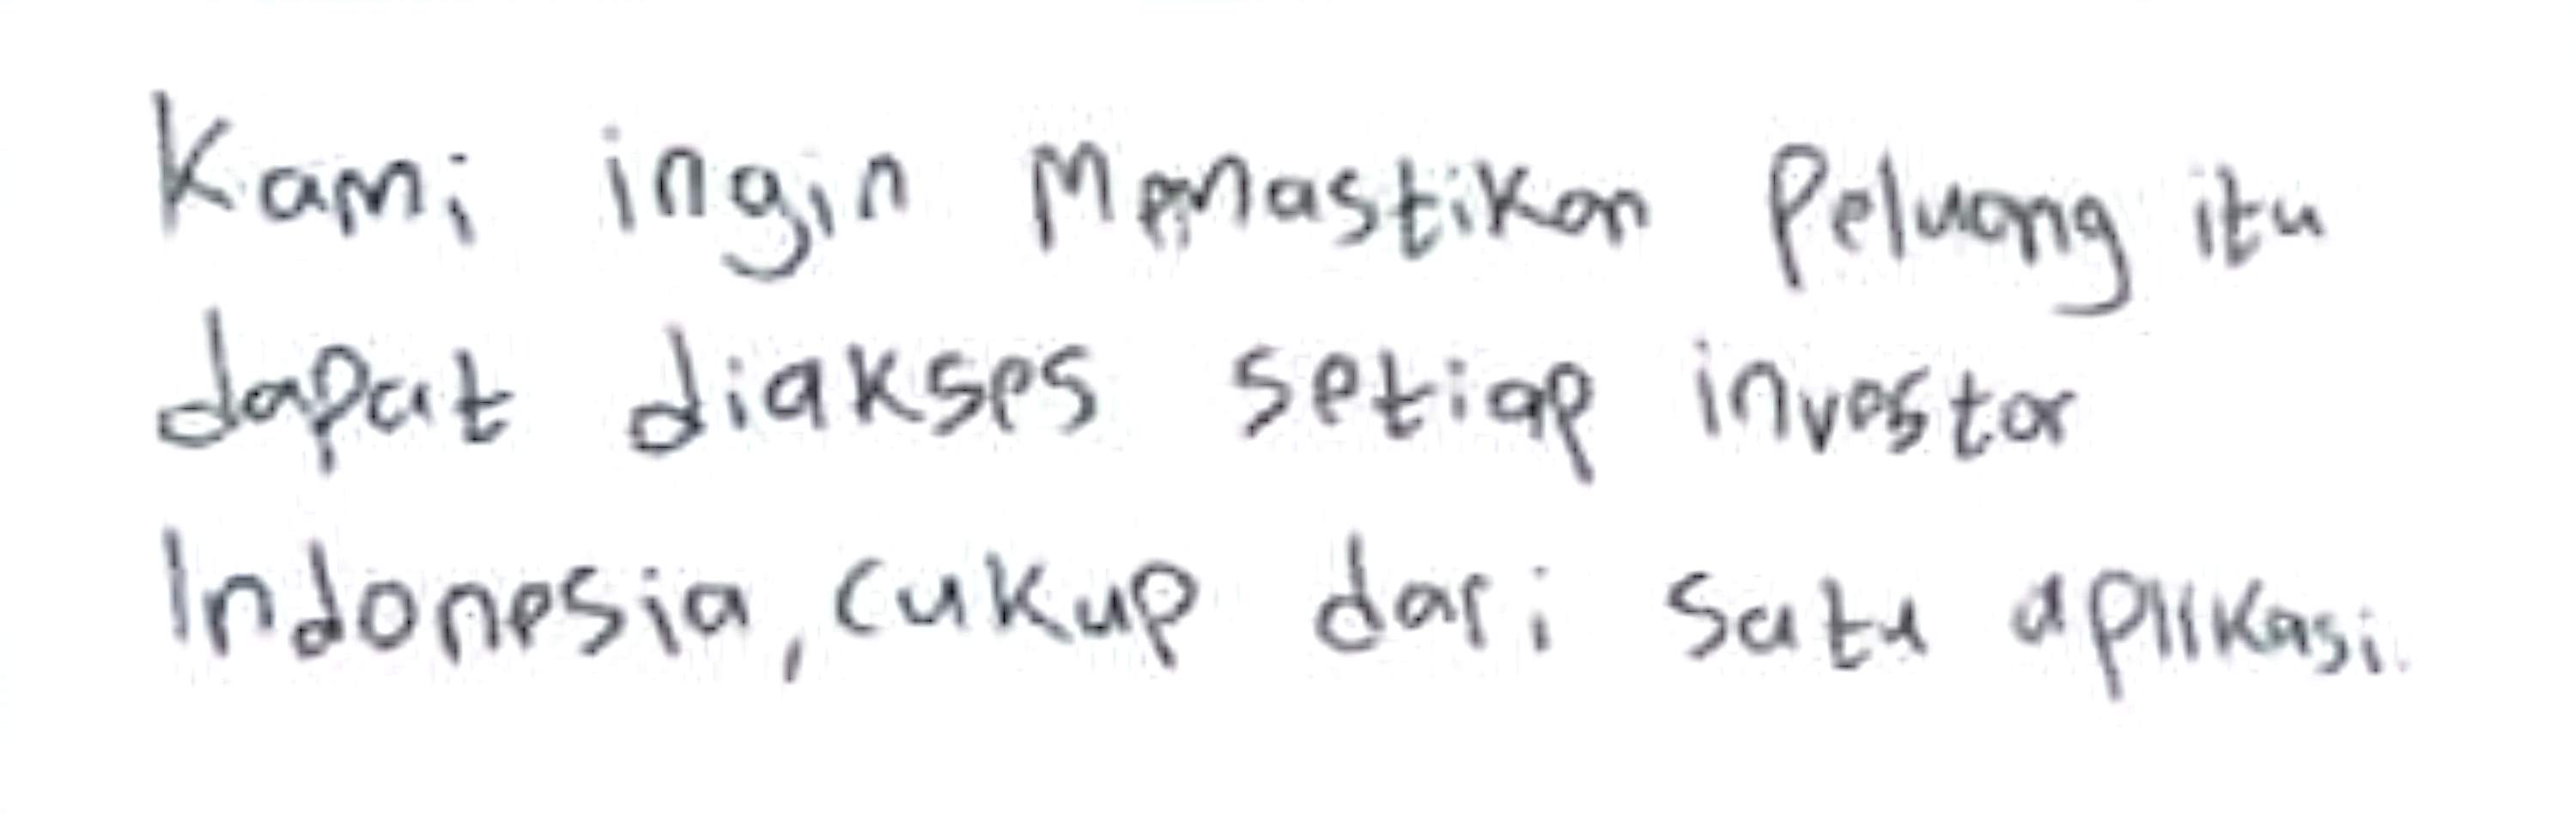 Kami ingin Memastikan Peluang itu
dapat diakses setiap investor
Indonesia, cukup dari satu aplikasi.